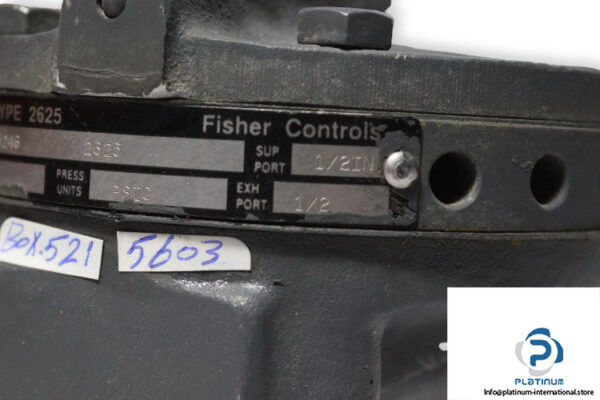 YPE 2625
Fisher Controls
2625
SUP PORT
1/2IN.
PRESS UNITS
PSIG
EXH PORT
1/2
BOX.521
5603
PLATINUM
Info@platinum-international.store